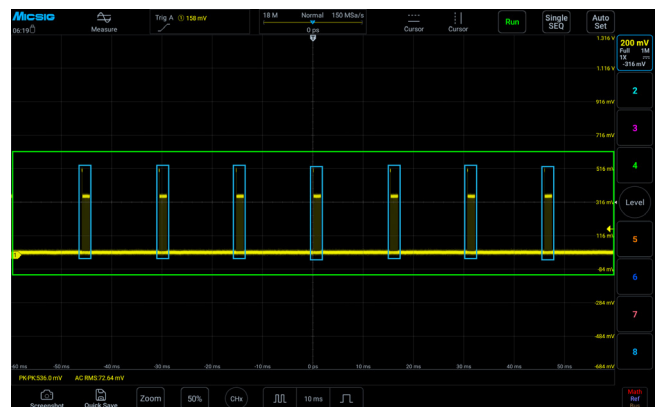 Micsig
Measure
Trig A ① 158 mV
18 M Normal 150 MSa/s
0 ps
Cursor
Cursor
Run
Single
SEQ
Auto
Set
06:19
T
1.316 V
1.116 V
916 mV
716 mV
516 mV
316 mV
116 mV
-84 mV
-284 mV
-484 mV
-684 mV
200 mV
Full 1M
1X
-316 mV
2
3
4
Level
5
6
7
8
-50 ms -40 ms -30 ms -20 ms -10 ms 0 ps 10 ms 20 ms 30 ms 40 ms 50 ms
PK-PK:536.0 mV AC RMS:72.64 mV
Screenshot
Quick Save
Zoom
50%
CHx
10 ms
Math
Ref